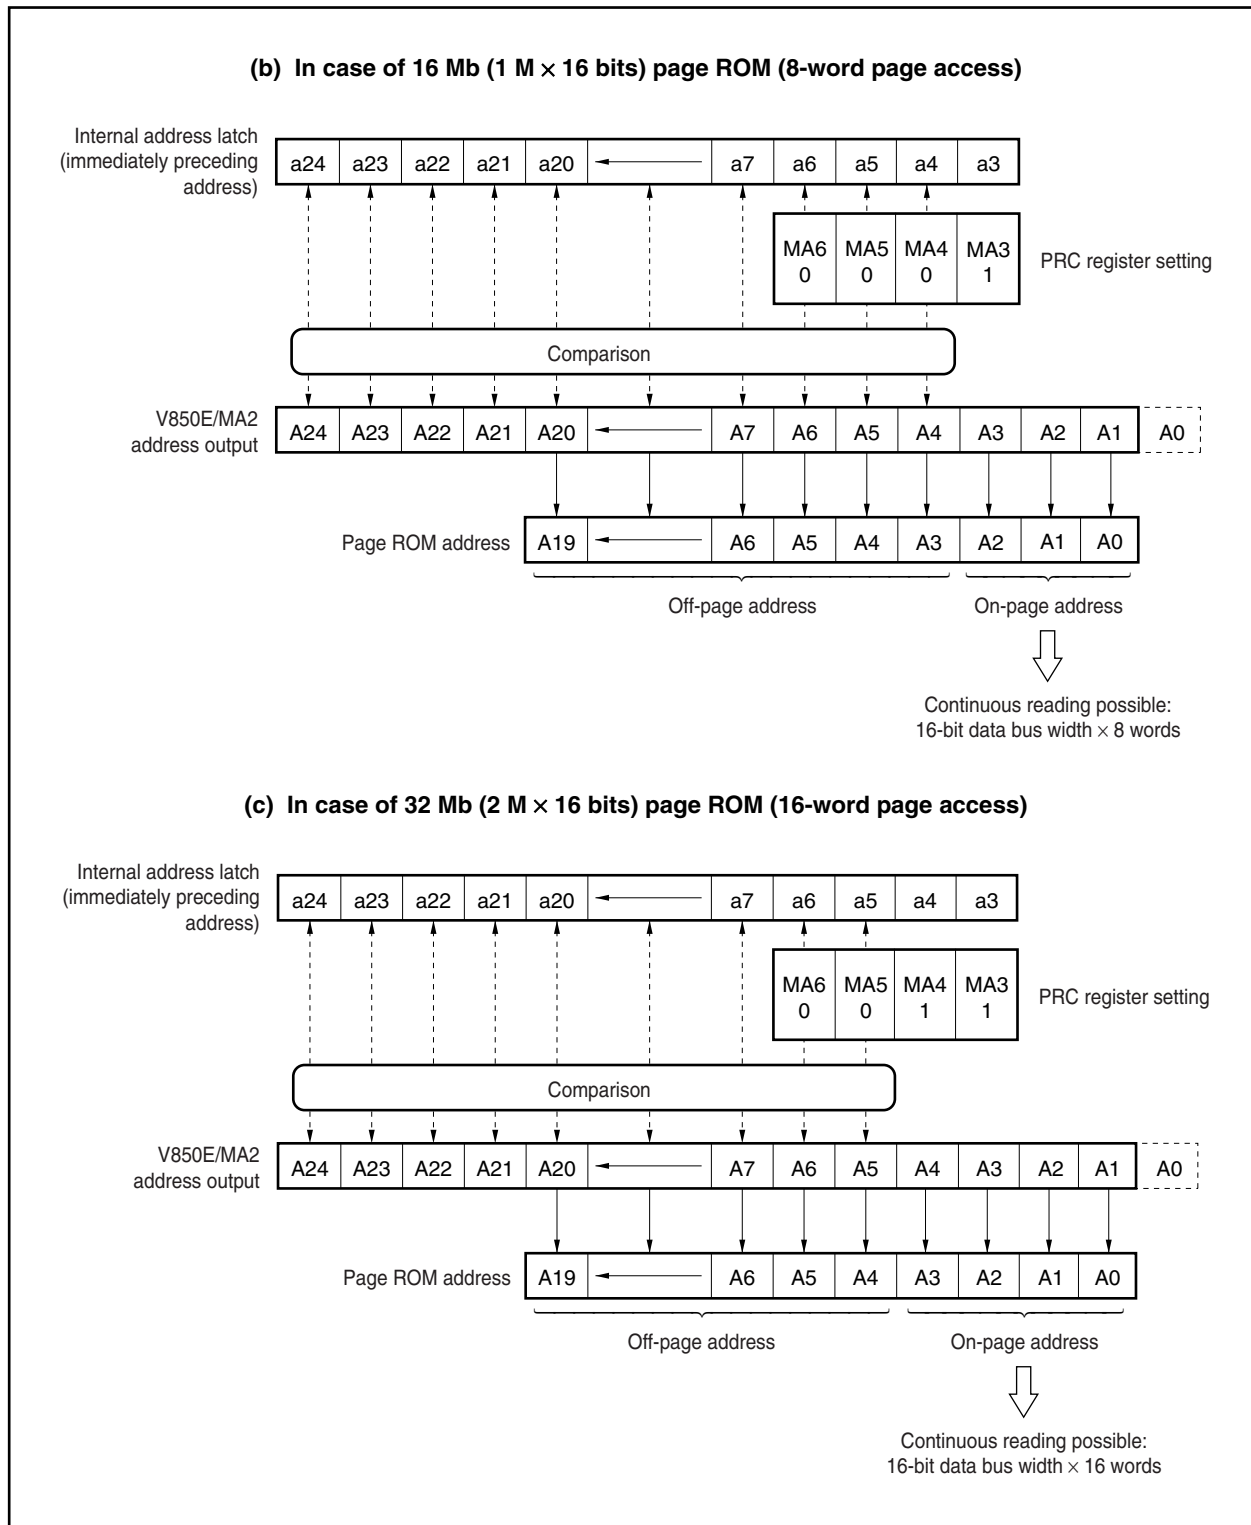 (b) In case of 16 Mb (1 M × 16 bits) page ROM (8-word page access)
Internal address latch
(immediately preceding
address)
a24 a23 a22 a21 a20 a7 a6 a5 a4 a3
MA6 MA5 MA4 MA3
0 0 0 1
PRC register setting
Comparison
V850E/MA2
address output
A24 A23 A22 A21 A20 A7 A6 A5 A4 A3 A2 A1 A0
Page ROM address
A19 A6 A5 A4 A3 A2 A1 A0
Off-page address On-page address
Continuous reading possible:
16-bit data bus width × 8 words
(c) In case of 32 Mb (2 M × 16 bits) page ROM (16-word page access)
Internal address latch
(immediately preceding
address)
a24 a23 a22 a21 a20 a7 a6 a5 a4 a3
MA6 MA5 MA4 MA3
0 0 1 1
PRC register setting
Comparison
V850E/MA2
address output
A24 A23 A22 A21 A20 A7 A6 A5 A4 A3 A2 A1 A0
Page ROM address
A19 A6 A5 A4 A3 A2 A1 A0
Off-page address On-page address
Continuous reading possible:
16-bit data bus width × 16 words